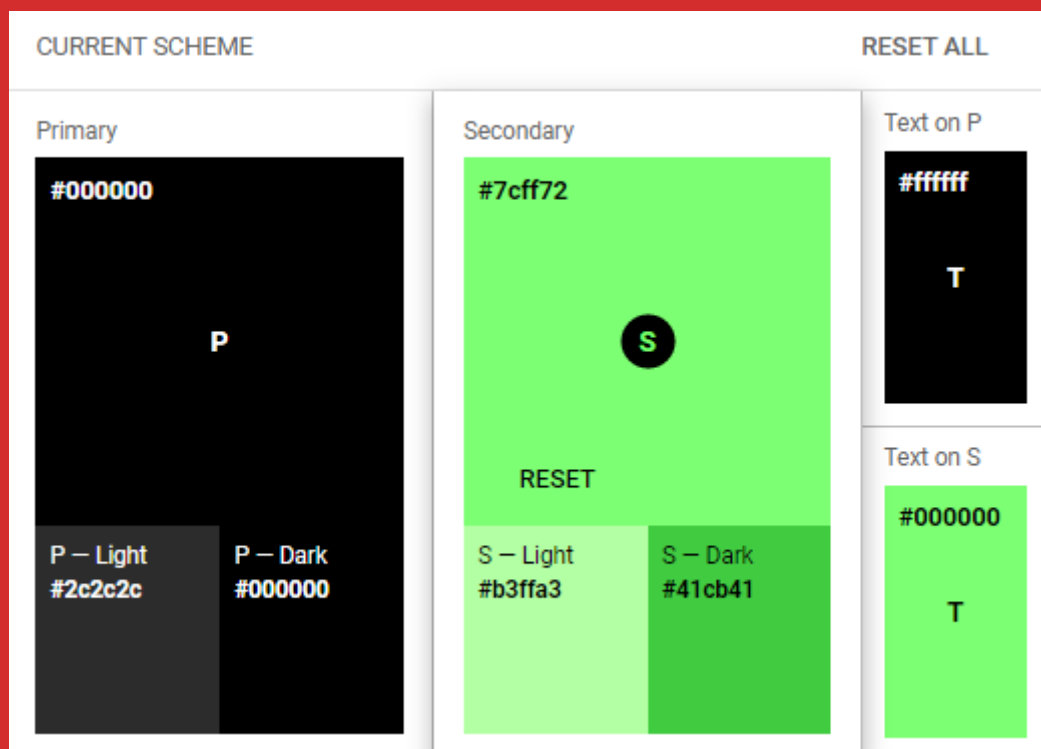 CURRENT SCHEME
RESET ALL
Primary
#000000
P
P — Light
#2c2c2c
P — Dark
#000000
Secondary
#7cff72
S
RESET
S — Light
#b3ffa3
S — Dark
#41cb41
Text on P
#ffffff
T
Text on S
#000000
T